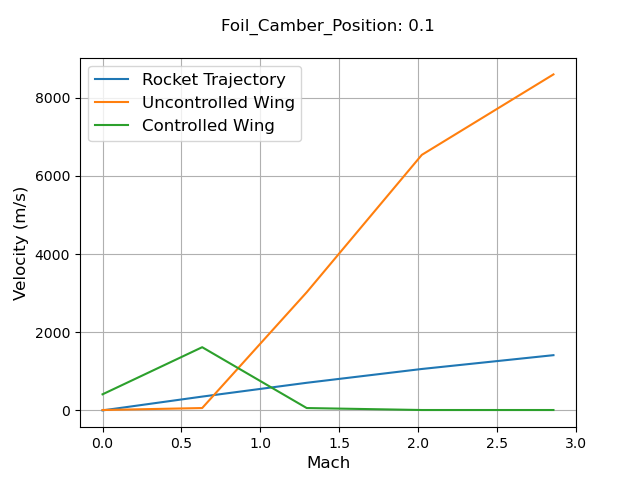 Foil_Camber_Position: 0.1
Rocket Trajectory
Uncontrolled Wing
Controlled Wing
8000
6000
4000
2000
0
Velocity (m/s)
0.0 0.5 1.0 1.5 2.0 2.5 3.0
Mach